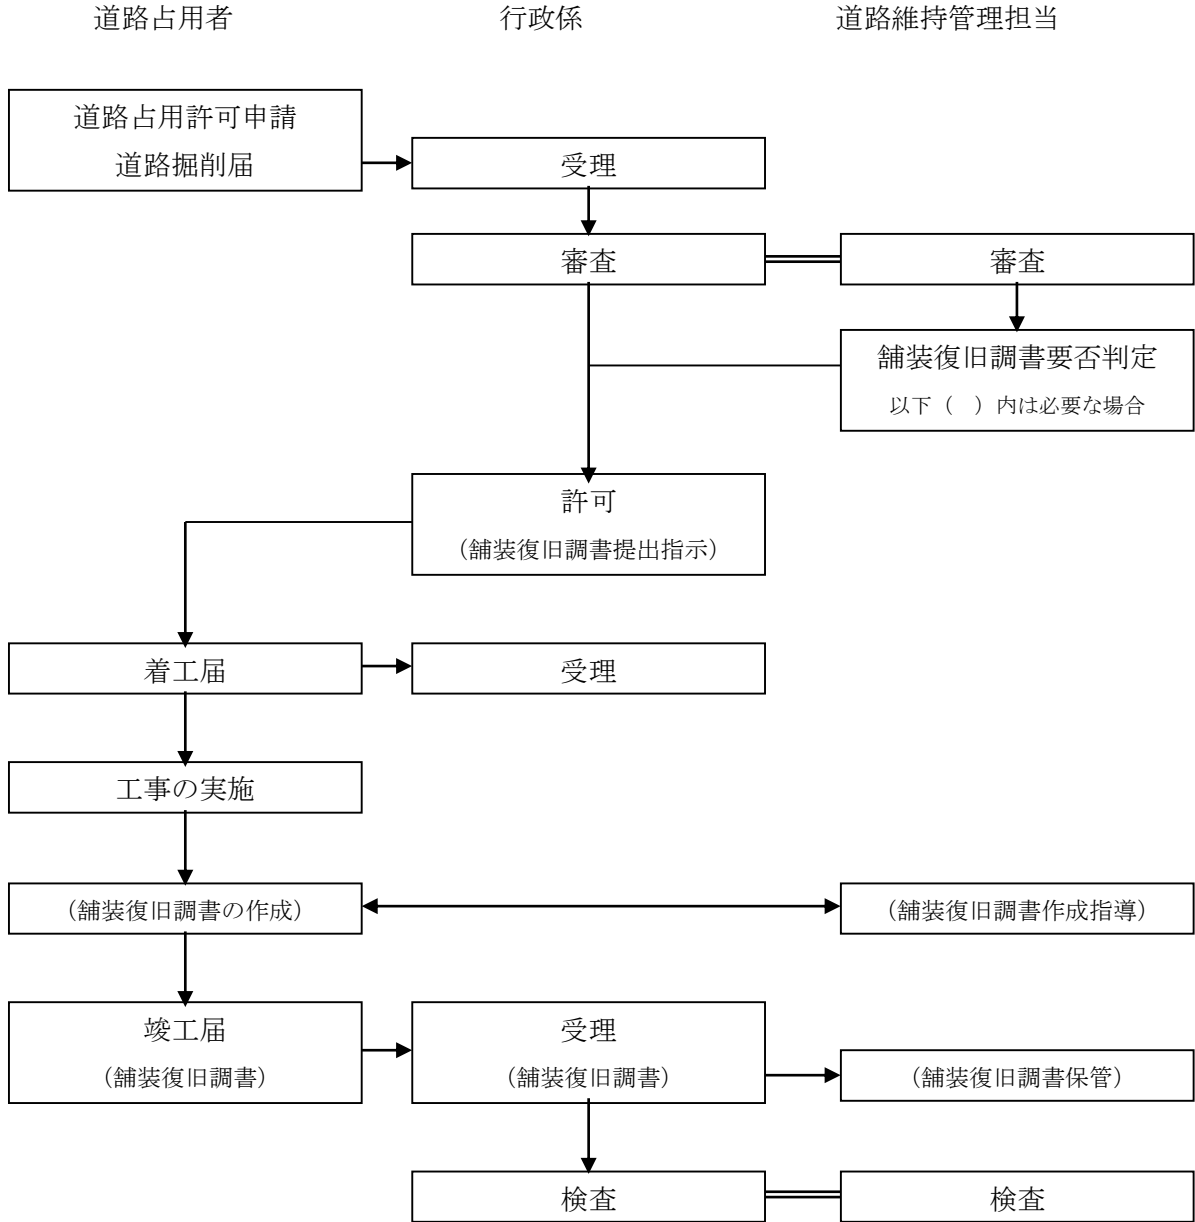 道路占用者
行政係
道路維持管理担当
道路占用許可申請
道路掘削届
受理
審査
審査
舗装復旧調書要否判定
以下（　）内は必要な場合
許可
（舗装復旧調書提出指示）
着工届
受理
工事の実施
（舗装復旧調書の作成）
（舗装復旧調書作成指導）
竣工届
（舗装復旧調書）
受理
（舗装復旧調書）
（舗装復旧調書保管）
検査
検査